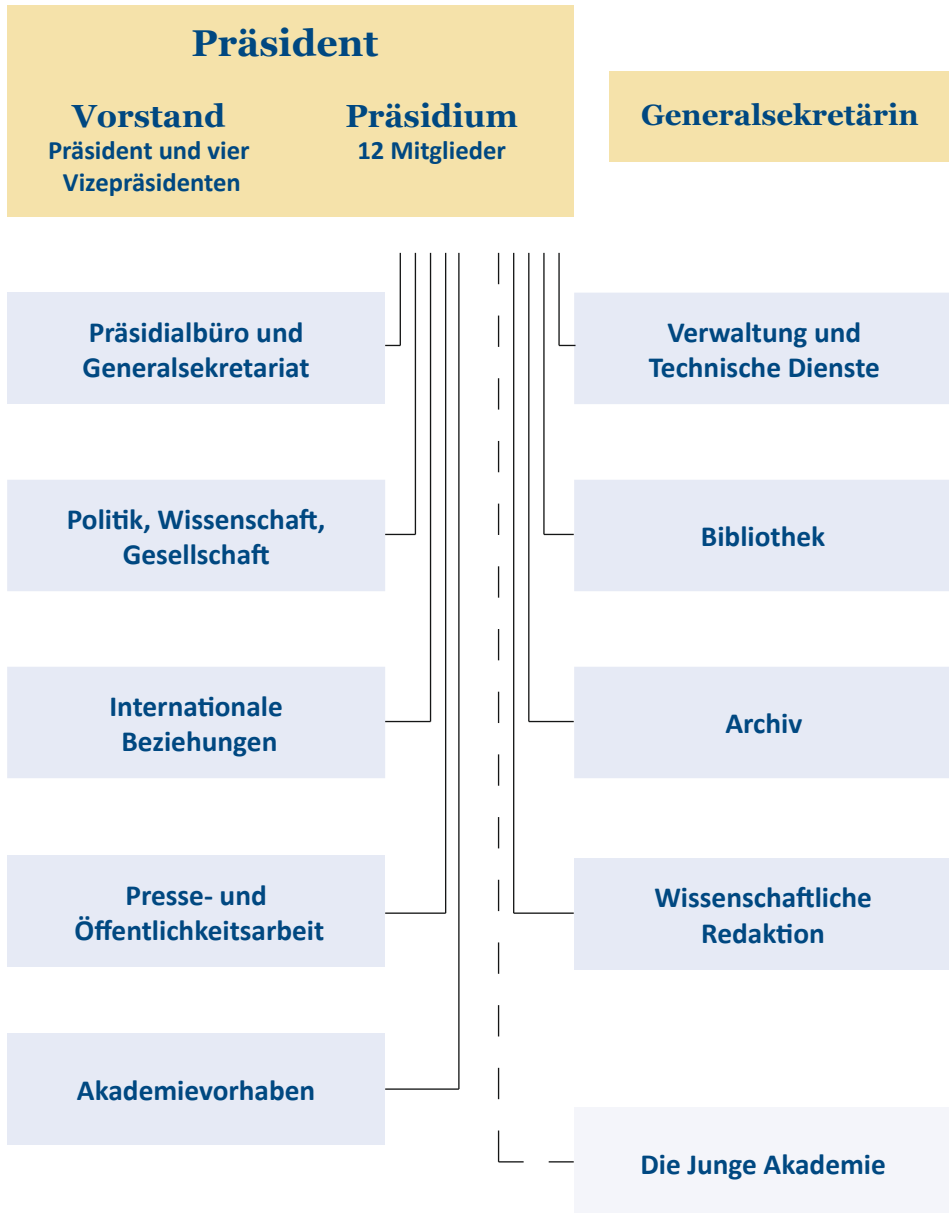 Präsident
Vorstand
Präsident und vier
Vizepräsidenten
Präsidium
12 Mitglieder
Generalsekretärin
Präsidialbüro und
Generalsekretariat
Verwaltung und
Technische Dienste
Politik, Wissenschaft,
Gesellschaft
Bibliothek
Internationale
Beziehungen
Archiv
Presse- und
Öffentlichkeitsarbeit
Wissenschaftliche
Redaktion
Akademievorhaben
Die Junge Akademie